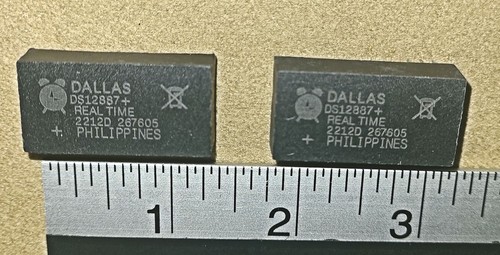 DALLAS
DS12887+
REAL TIME
2212D 267605
+ PHILIPPINES
DALLAS
DS12887+
REAL TIME
2212D 267605
+ PHILIPPINES
1 2 3